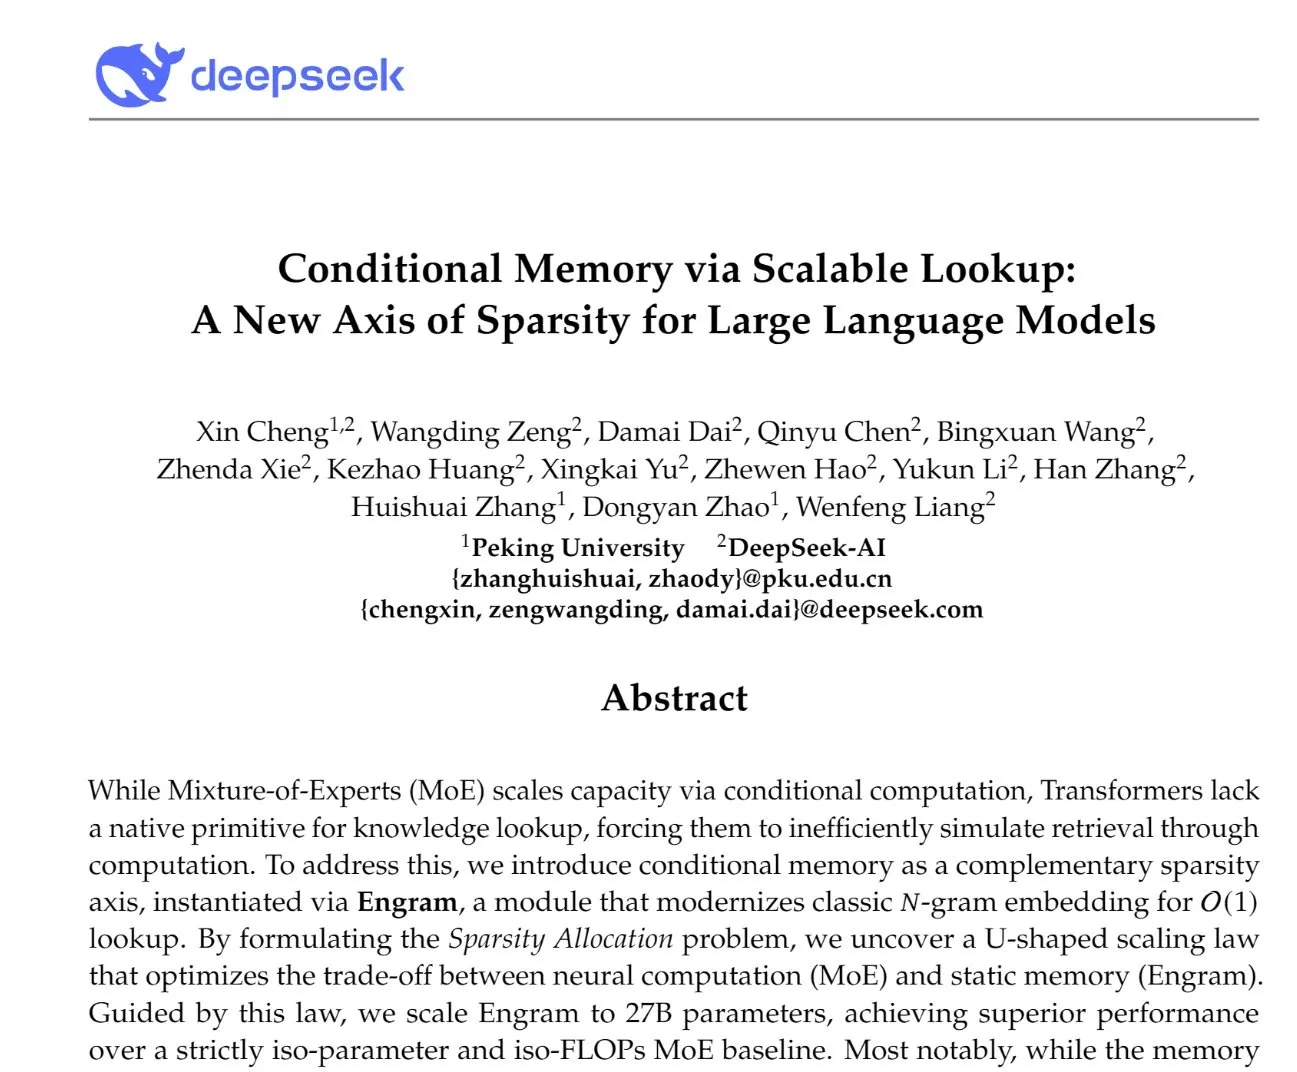 deepseek
Conditional Memory via Scalable Lookup:
A New Axis of Sparsity for Large Language Models
Xin Cheng¹,², Wangding Zeng², Damai Dai², Qinyu Chen², Bingxuan Wang²,
Zhenda Xie², Kezhao Huang², Xingkai Yu², Zhewen Hao², Yukun Li², Han Zhang²,
Huishuai Zhang¹, Dongyan Zhao¹, Wenfeng Liang²
¹Peking University ²DeepSeek-AI
{zhanghuishuai, zhaody}@pku.edu.cn
{chengxin, zengwangding, damai.dai}@deepseek.com
Abstract
While Mixture-of-Experts (MoE) scales capacity via conditional computation, Transformers lack
a native primitive for knowledge lookup, forcing them to inefficiently simulate retrieval through
computation. To address this, we introduce conditional memory as a complementary sparsity
axis, instantiated via Engram, a module that modernizes classic N-gram embedding for O(1)
lookup. By formulating the Sparsity Allocation problem, we uncover a U-shaped scaling law
that optimizes the trade-off between neural computation (MoE) and static memory (Engram).
Guided by this law, we scale Engram to 27B parameters, achieving superior performance
over a strictly iso-parameter and iso-FLOPs MoE baseline. Most notably, while the memory